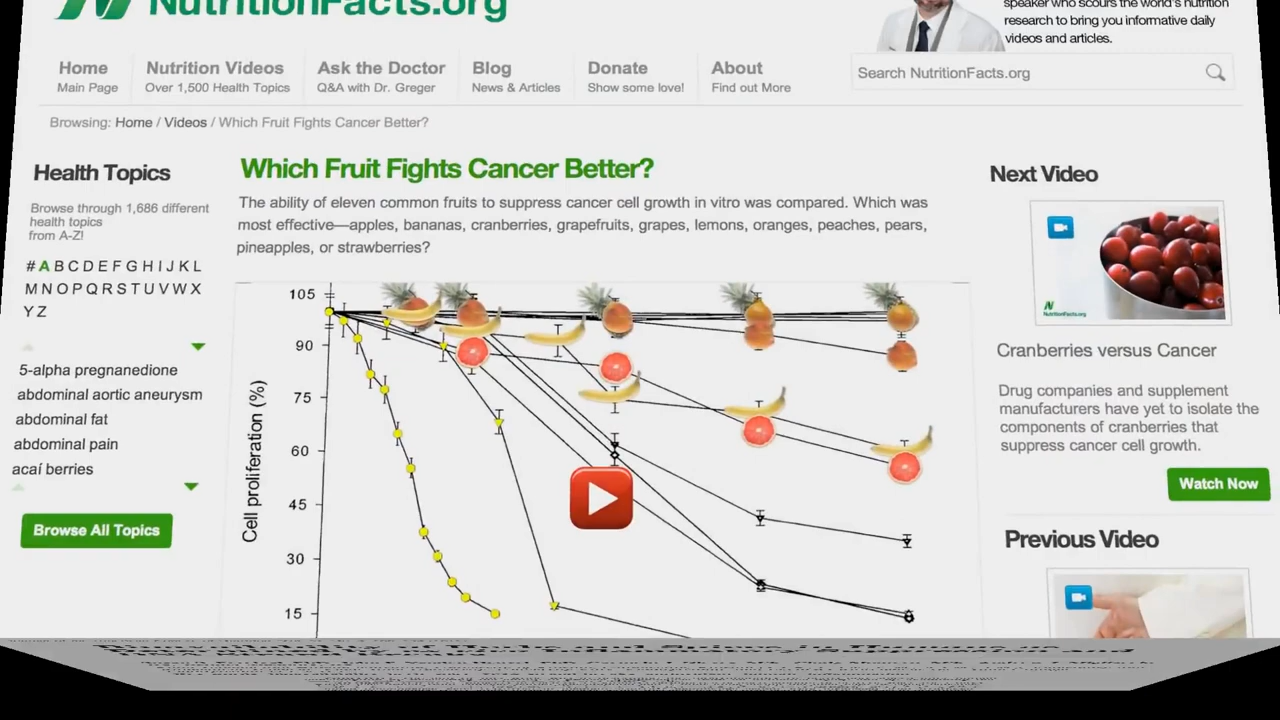 NutritionFacts.org
speaker who scours the world's nutrition
research to bring you informative daily
videos and articles.
Home
Main Page
Nutrition Videos
Over 1,500 Health Topics
Ask the Doctor
Q&A with Dr. Greger
Blog
News & Articles
Donate
Show some love!
About
Find out More
Search NutritionFacts.org
Browsing: Home / Videos / Which Fruit Fights Cancer Better?
Health Topics
Browse through 1,686 different
health topics
from A-Z!
# A B C D E F G H I J K L
M N O P Q R S T U V W X
Y Z
5-alpha pregnanedione
abdominal aortic aneurysm
abdominal fat
abdominal pain
acaí berries
Browse All Topics
Which Fruit Fights Cancer Better?
The ability of eleven common fruits to suppress cancer cell growth in vitro was compared. Which was
most effective—apples, bananas, cranberries, grapefruits, grapes, lemons, oranges, peaches, pears,
pineapples, or strawberries?
Cell proliferation (%)
105
90
75
60
45
30
15
Next Video
NutritionFacts.org
Cranberries versus Cancer
Drug companies and supplement
manufacturers have yet to isolate the
components of cranberries that
suppress cancer cell growth.
Watch Now
Previous Video